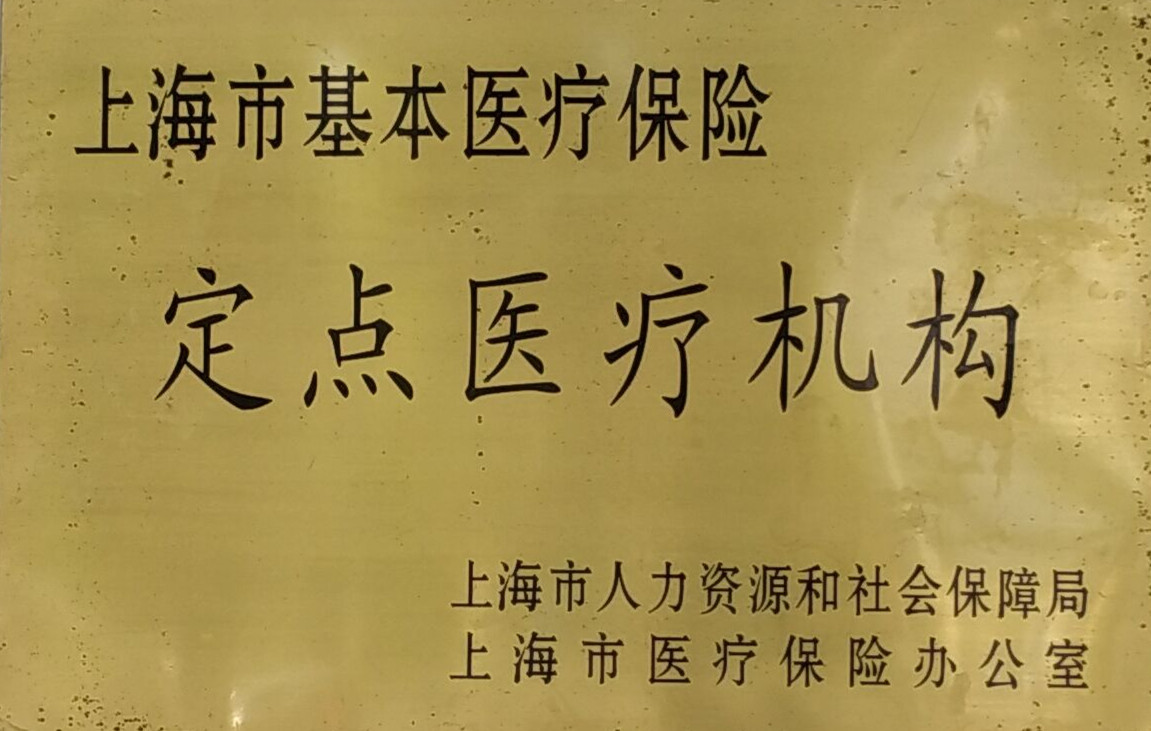 上海市基本医疗保险
定点医疗机构
上海市人力资源和社会保障局
上海市医疗保险办公室